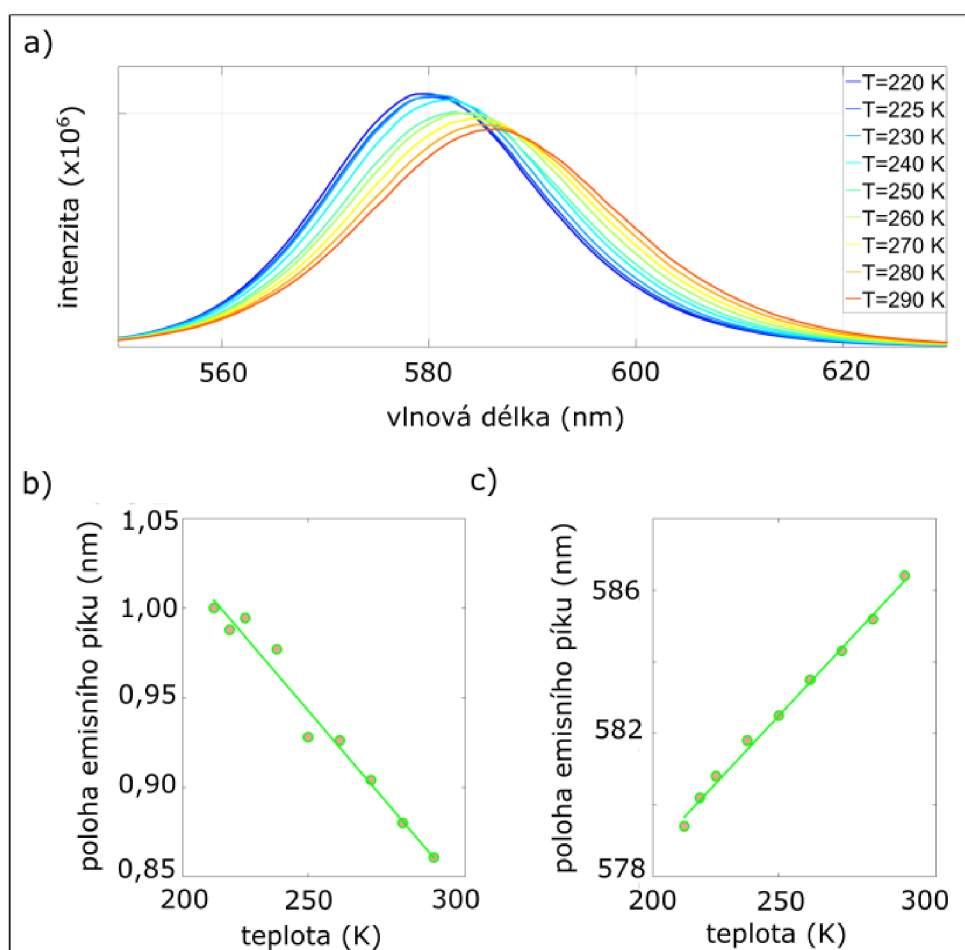 a)
intenzita (x10⁶)
T=220 K
T=225 K
T=230 K
T=240 K
T=250 K
T=260 K
T=270 K
T=280 K
T=290 K
560 580 600 620
vlnová délka (nm)
b)
poloha emisního píku (nm)
1,05
1,00
0,95
0,90
0,85
200 250 300
teplota (K)
c)
poloha emisního píku (nm)
586
582
578
200 250 300
teplota (K)